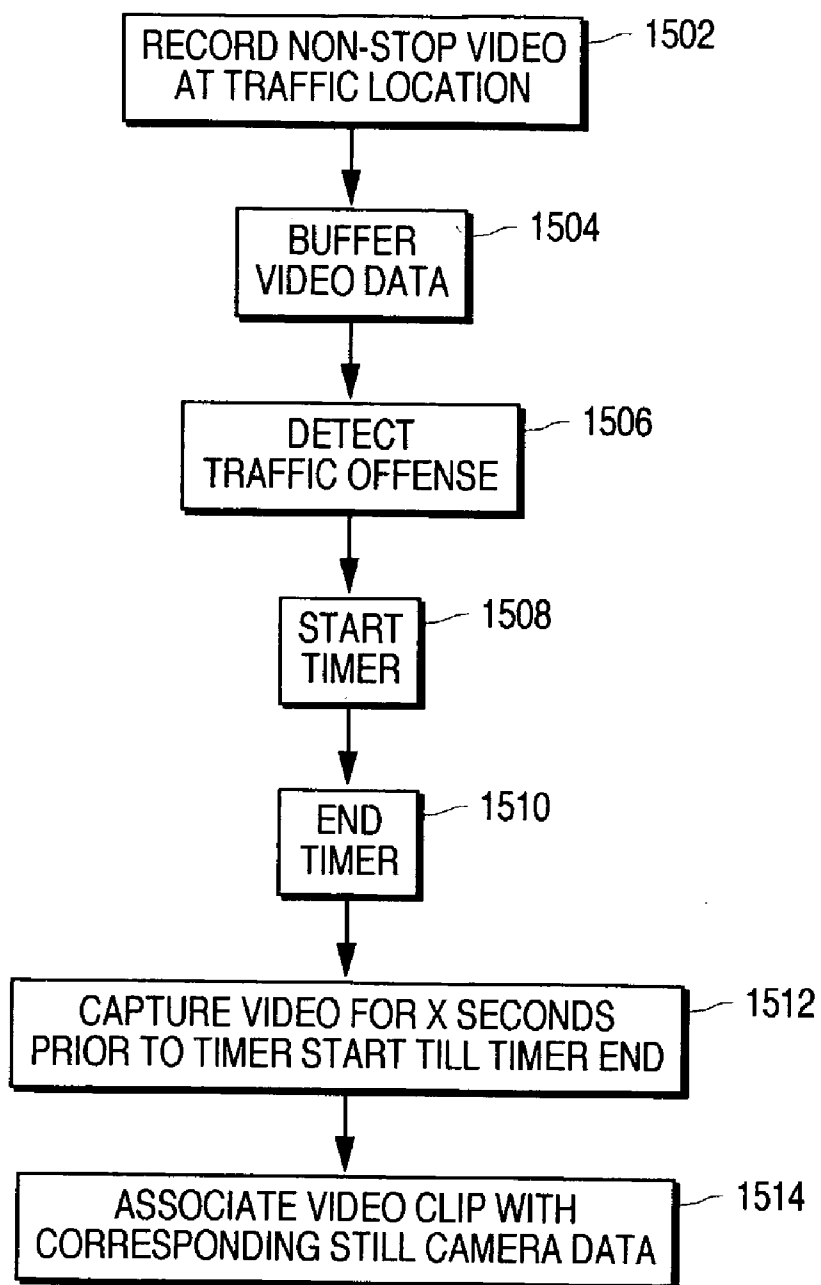 RECORD NON-STOP VIDEO
AT TRAFFIC LOCATION
1502
BUFFER
VIDEO DATA
1504
DETECT
TRAFFIC OFFENSE
1506
START
TIMER
1508
END
TIMER
1510
CAPTURE VIDEO FOR X SECONDS
PRIOR TO TIMER START TILL TIMER END
1512
ASSOCIATE VIDEO CLIP WITH
CORRESPONDING STILL CAMERA DATA
1514